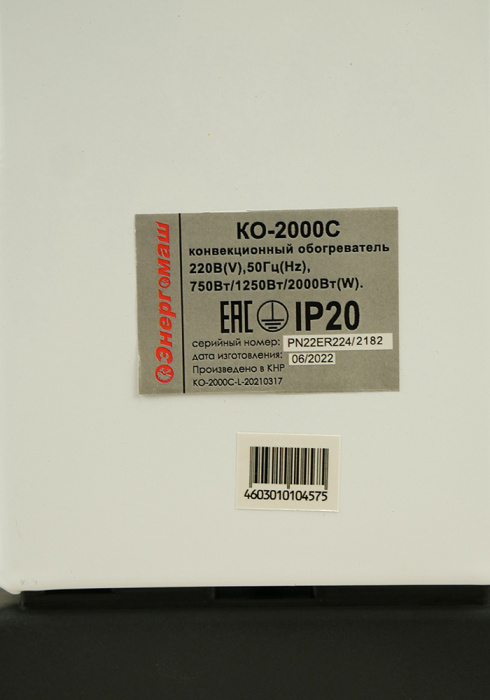 Энергомаш
КО-2000С
конвекционный обогреватель
220В(V),50Гц(Hz),
750Вт/1250Вт/2000Вт(W).
ЕАС IP20
серийный номер: PN22ER224/2182
дата изготовления: 06/2022
Произведено в КНР
КО-2000С-L-20210317
4603010104575